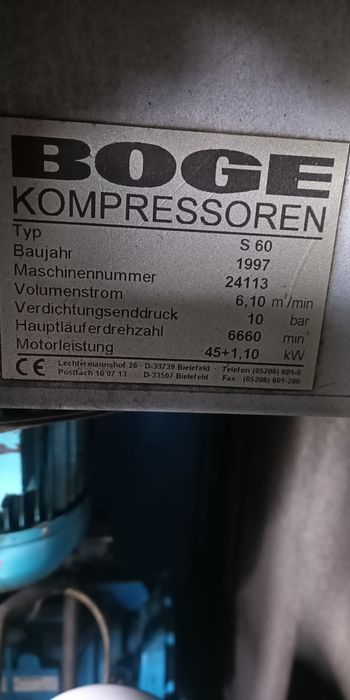 BOGE
KOMPRESSOREN
Typ S 60
Baujahr 1997
Maschinennummer 24113
Volumenstrom 6,10 m³/min
Verdichtungsenddruck 10 bar
Hauptläuferdrehzahl 6660 min⁻¹
Motorleistung 45+1,10 kW
CE Lechtermannshof 26 · D-33739 Bielefeld · Telefon (05206) 601-0
Postfach 10 07 13 · D-33507 Bielefeld · Fax (05206) 601-200